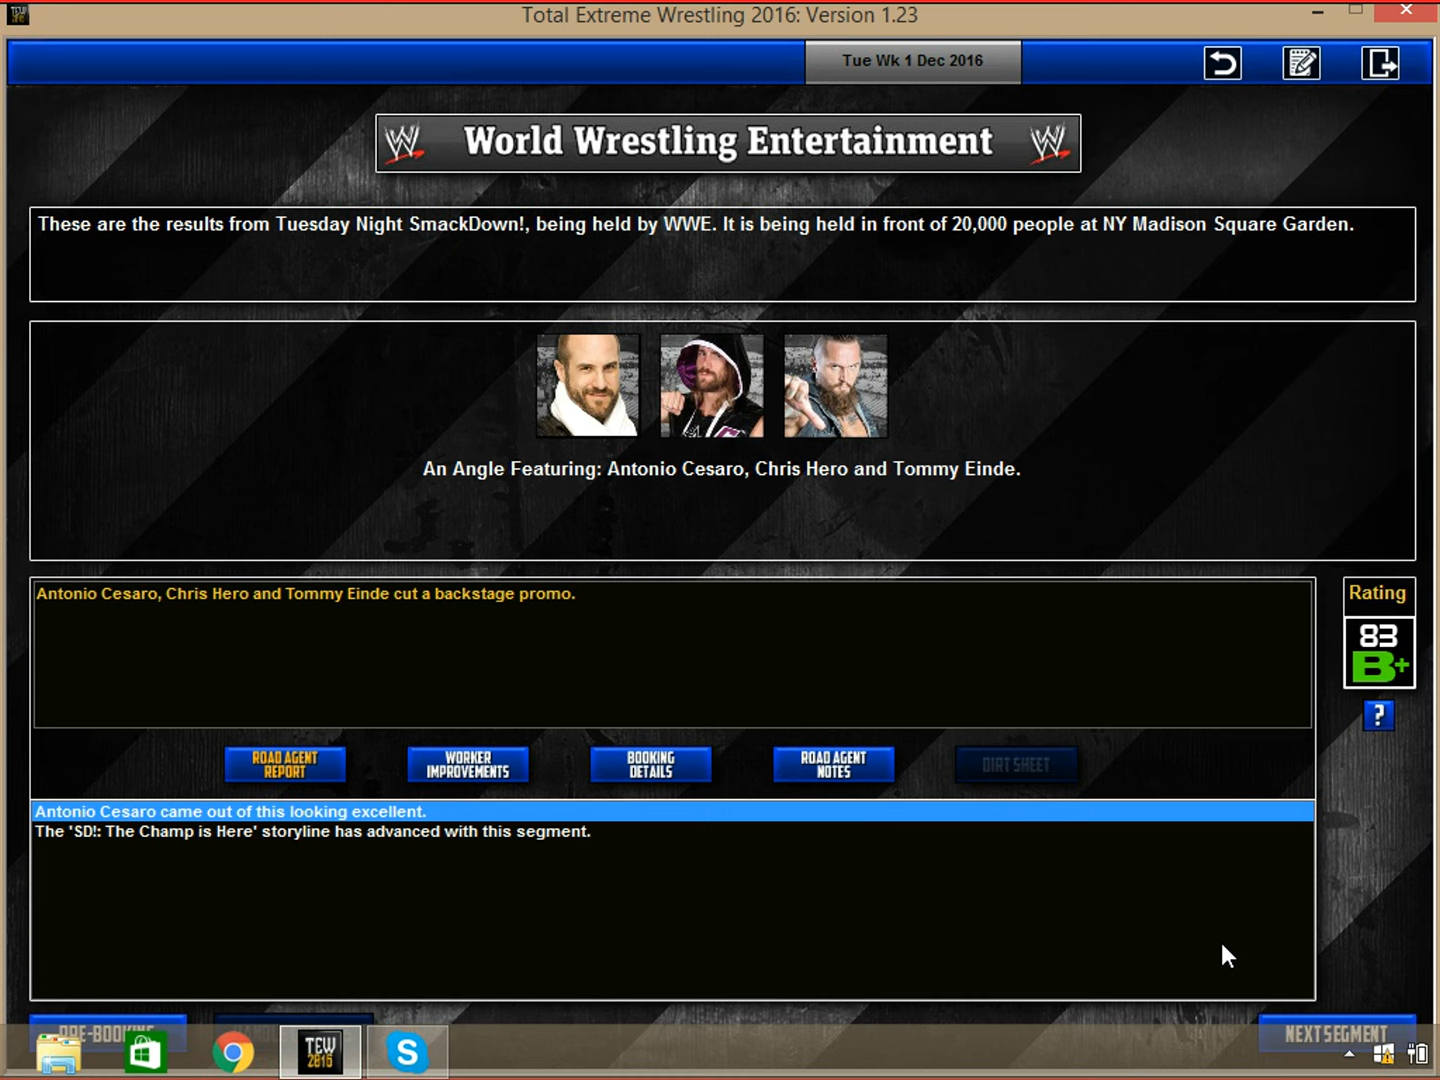 Total Extreme Wrestling 2016: Version 1.23
Tue Wk 1 Dec 2016
World Wrestling Entertainment
These are the results from Tuesday Night SmackDown!, being held by WWE. It is being held in front of 20,000 people at NY Madison Square Garden.
An Angle Featuring: Antonio Cesaro, Chris Hero and Tommy Einde.
Antonio Cesaro, Chris Hero and Tommy Einde cut a backstage promo.
Rating
83
B+
?
ROAD AGENT
REPORT
WORKER
IMPROVEMENTS
BOOKING
DETAILS
ROAD AGENT
NOTES
DIRT SHEET
Antonio Cesaro came out of this looking excellent.
The 'SD!: The Champ is Here' storyline has advanced with this segment.
NEXT SEGMENT
TEW
2016
S